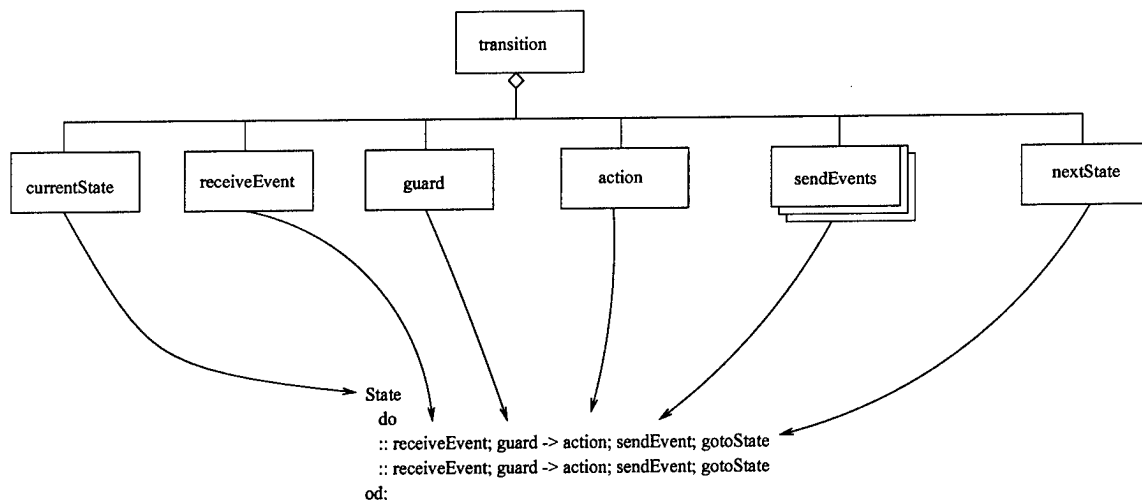 transition
currentState
receiveEvent
guard
action
sendEvents
nextState
State
do
:: receiveEvent; guard -> action; sendEvent; gotoState
:: receiveEvent; guard -> action; sendEvent; gotoState
od;